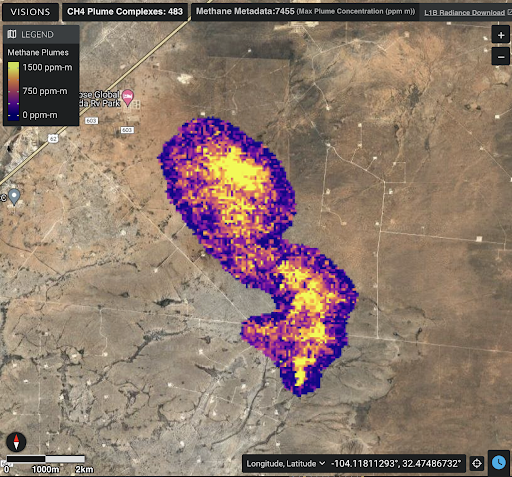 VISIONS CH4 Plume Complexes: 483 Methane Metadata:7455 (Max Plume Concentration (ppm m)) L1B Radiance Download
LEGEND
Methane Plumes
1500 ppm-m
750 ppm-m
0 ppm-m
ose Global
da Rv Park
603
603
62
+
−
0 1000m 2km
Longitude, Latitude -104.11811293°, 32.47486732°